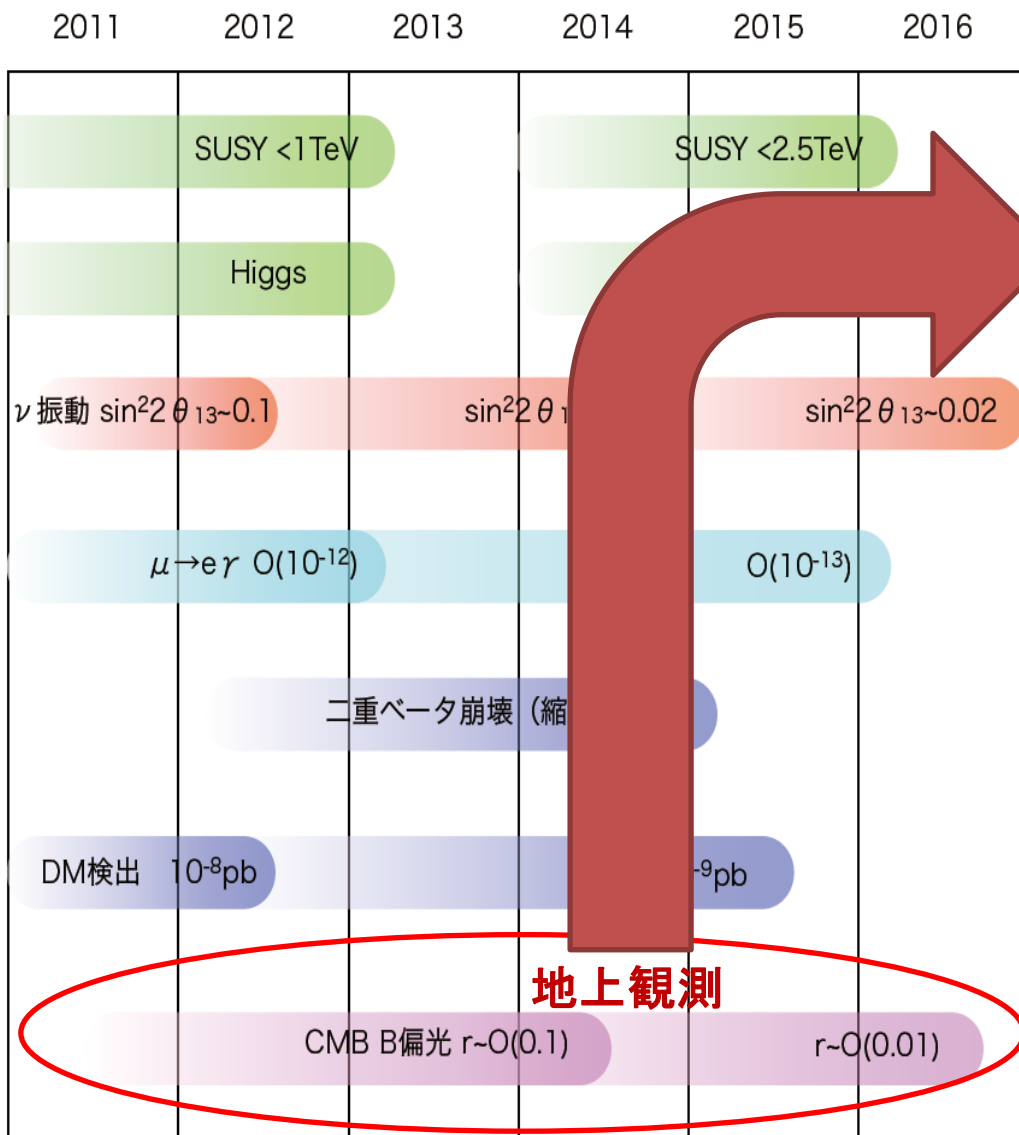 2011 2012 2013 2014 2015 2016
SUSY <1TeV SUSY <2.5TeV
Higgs
ν 振動 sin²2θ₁₃~0.1 sin²2θ₁ sin²2θ₁₃~0.02
μ→eγ O(10⁻¹²) O(10⁻¹³)
二重ベータ崩壊（縮
DM検出 10⁻⁸pb ⁻⁹pb
地上観測
CMB B偏光 r~O(0.1) r~O(0.01)